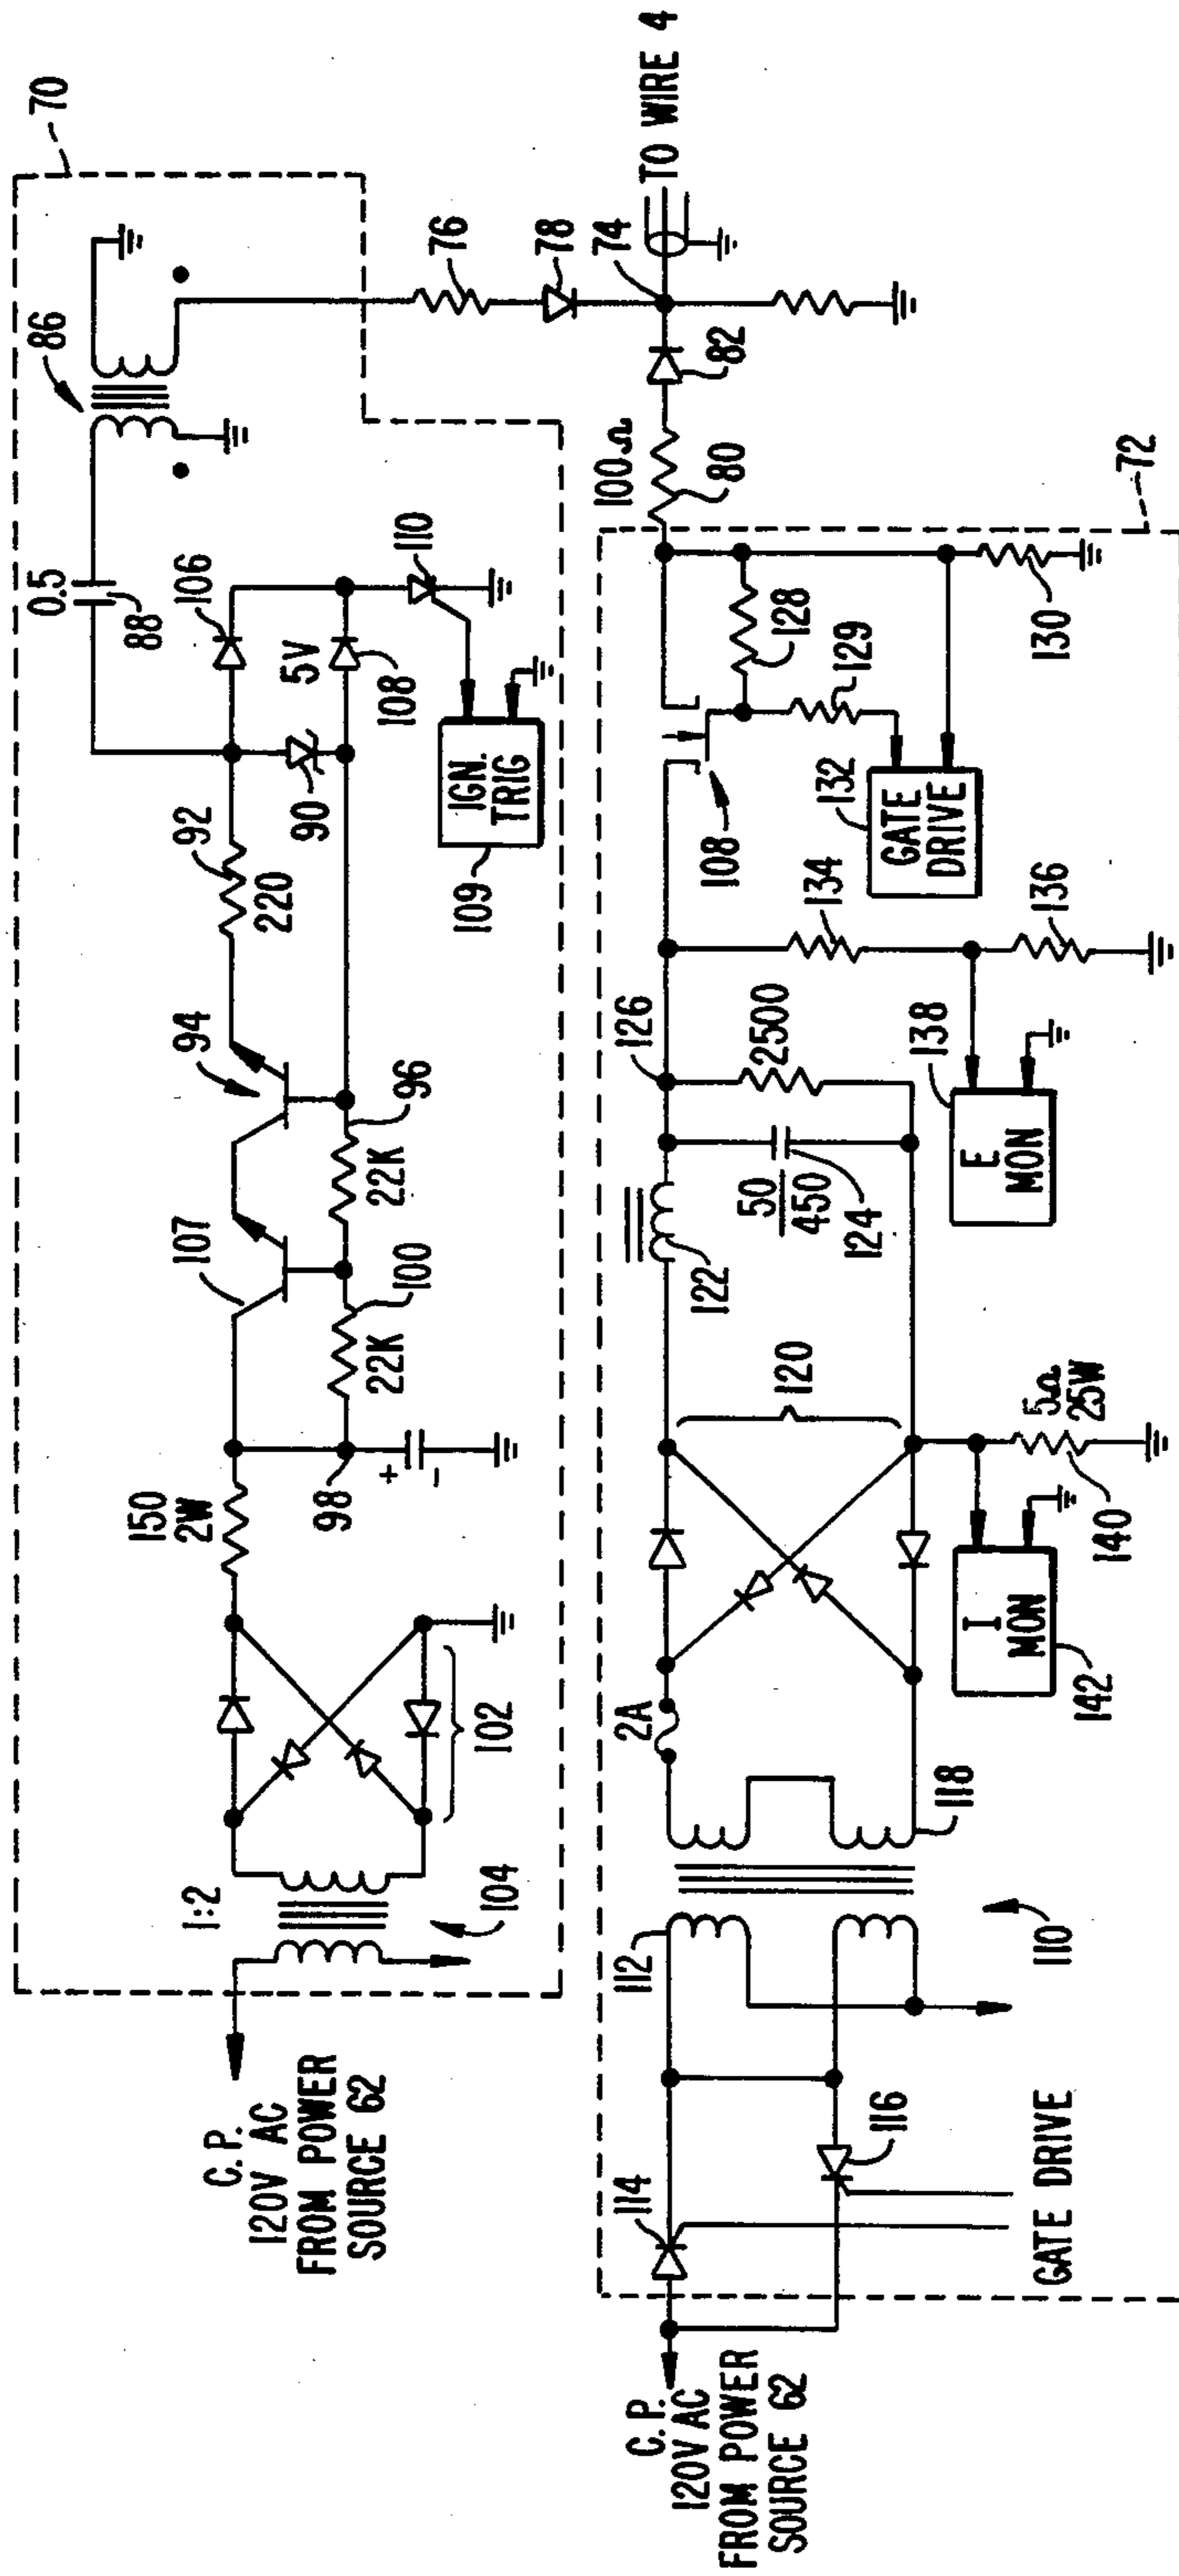 70
86
0.5
88
106
92
220
90
5V
108
110
IGN.
TRIG
109
94
96
22K
107
100
22K
150
2W
98
+
-
102
1:2
104
C. P.
120V AC
FROM POWER
SOURCE 62
76
78
74
TO WIRE 4
82
100Ω
80
72
128
129
130
108
132
GATE
DRIVE
134
136
126
2500
138
E
MON
50
450
124
122
120
5Ω
25W
140
I
MON
142
2A
118
110
112
114
116
GATE DRIVE
C. P.
120V AC
FROM POWER
SOURCE 62